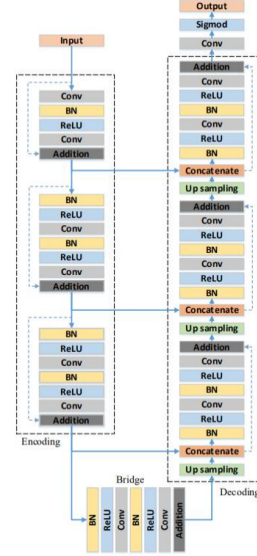 Input
Conv
BN
ReLU
Conv
Addition
BN
ReLU
Conv
BN
ReLU
Conv
Addition
BN
ReLU
Conv
BN
ReLU
Conv
Addition
Encoding
Bridge
BN
ReLU
Conv
BN
ReLU
Conv
Addition
Output
Sigmod
Conv
Addition
Conv
ReLU
BN
Conv
ReLU
BN
Concatenate
Up sampling
Addition
Conv
ReLU
BN
Conv
ReLU
BN
Concatenate
Up sampling
Addition
Conv
ReLU
BN
Conv
ReLU
BN
Concatenate
Up sampling
Decoding